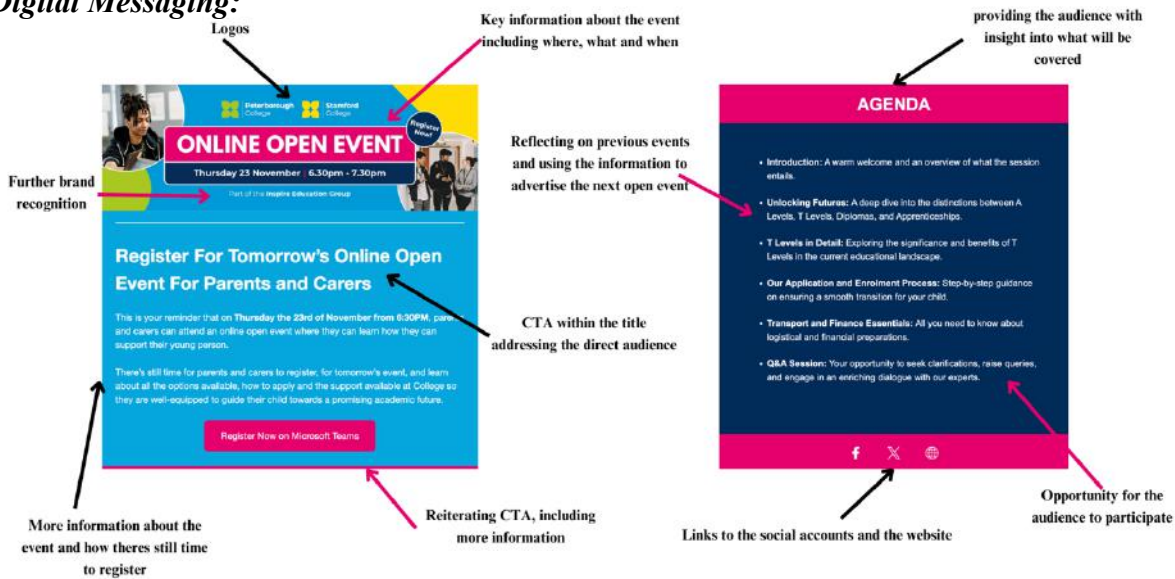 Digital Messaging:
Logos
Key information about the event
including where, what and when
Peterborough
College
Stamford
College
Register
Now!
ONLINE OPEN EVENT
Thursday 23 November | 6.30pm - 7.30pm
Part of the Inspire Education Group
Further brand
recognition
Register For Tomorrow's Online Open
Event For Parents and Carers
This is your reminder that on Thursday the 23rd of November from 6:30PM, parents
and carers can attend an online open event where they can learn how they can
support their young person.
CTA within the title
addressing the direct audience
There's still time for parents and carers to register, for tomorrow's event, and learn
about all the options available, how to apply and the support available at College so
they are well-equipped to guide their child towards a promising academic future.
Register Now on Microsoft Teams
More information about the
event and how theres still time
to register
Reiterating CTA, including
more information
providing the audience with
insight into what will be
covered
AGENDA
Reflecting on previous events
and using the information to
advertise the next open event
• Introduction: A warm welcome and an overview of what the session
entails.
• Unlocking Futures: A deep dive into the distinctions between A
Levels, T Levels, Diplomas, and Apprenticeships.
• T Levels in Detail: Exploring the significance and benefits of T
Levels in the current educational landscape.
• Our Application and Enrolment Process: Step-by-step guidance
on ensuring a smooth transition for your child.
• Transport and Finance Essentials: All you need to know about
logistical and financial preparations.
• Q&A Session: Your opportunity to seek clarifications, raise queries,
and engage in an enriching dialogue with our experts.
Opportunity for the
audience to participate
Links to the social accounts and the website